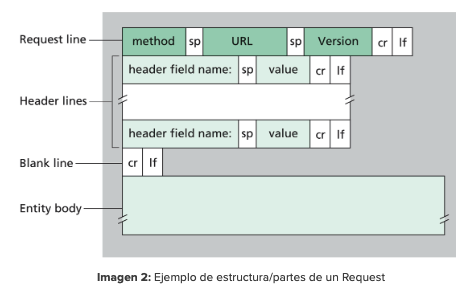 Request line method sp URL sp Version cr lf
header field name: sp value cr lf
Header lines
header field name: sp value cr lf
Blank line cr lf
Entity body
Imagen 2: Ejemplo de estructura/partes de un Request